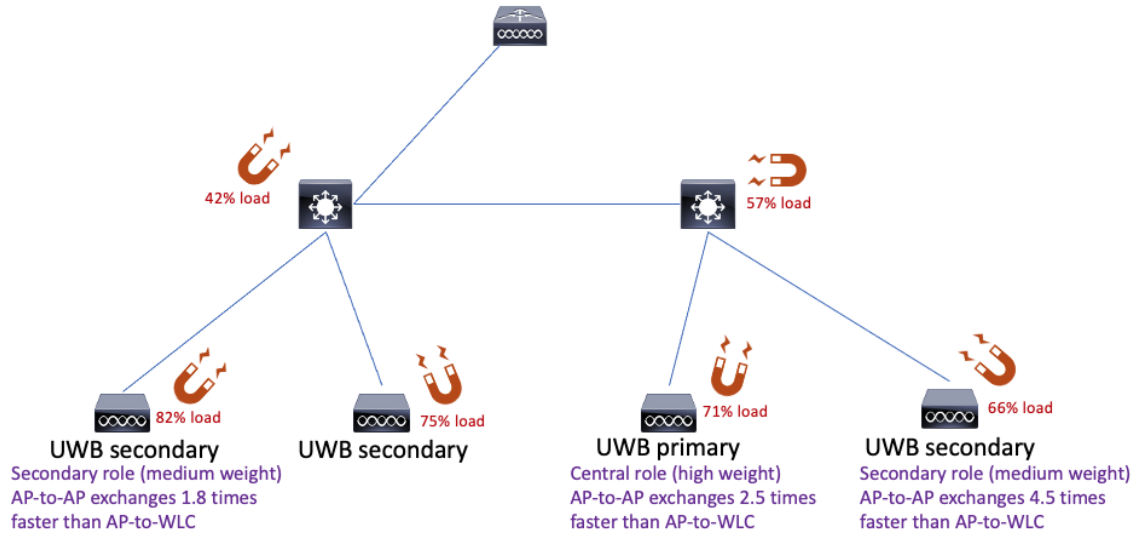 42% load
57% load
82% load
75% load
71% load
66% load
UWB secondary
Secondary role (medium weight)
AP-to-AP exchanges 1.8 times
faster than AP-to-WLC
UWB secondary
UWB primary
Central role (high weight)
AP-to-AP exchanges 2.5 times
faster than AP-to-WLC
UWB secondary
Secondary role (medium weight)
AP-to-AP exchanges 4.5 times
faster than AP-to-WLC